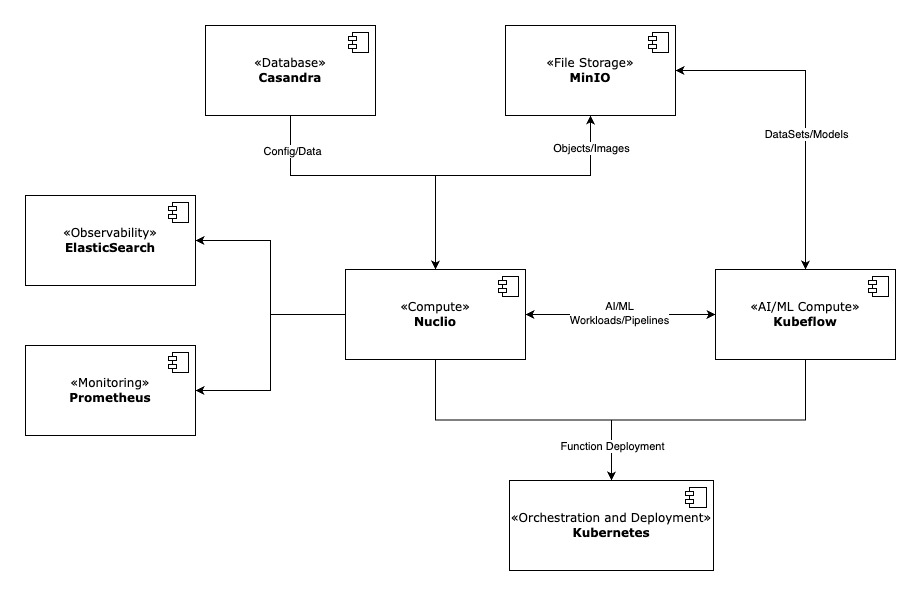 «Database»
Casandra
«File Storage»
MinIO
Config/Data
Objects/Images
DataSets/Models
«Observability»
ElasticSearch
«Compute»
Nuclio
AI/ML
Workloads/Pipelines
«AI/ML Compute»
Kubeflow
«Monitoring»
Prometheus
Function Deployment
«Orchestration and Deployment»
Kubernetes